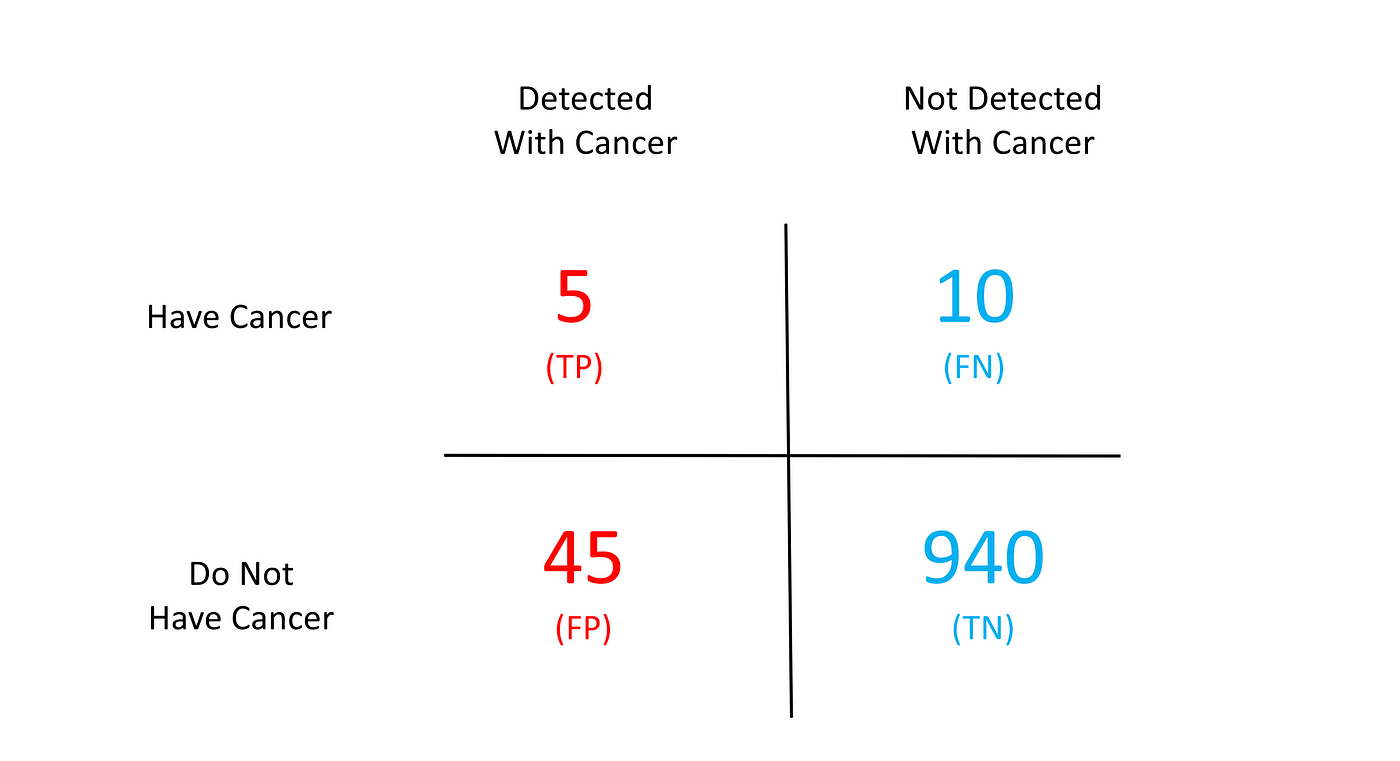 Detected
With Cancer
Not Detected
With Cancer
Have Cancer
5
(TP)
10
(FN)
Do Not
Have Cancer
45
(FP)
940
(TN)